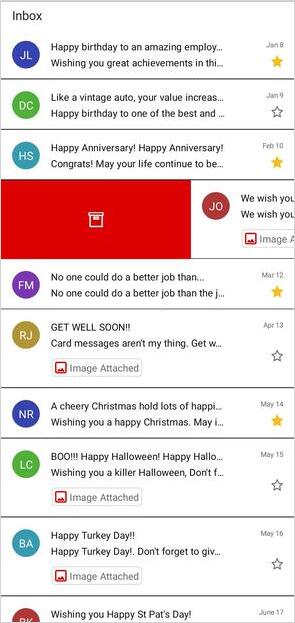 Inbox
JL
Happy birthday to an amazing employ...
Jan 8
Wishing you great achievements in thi...
DC
Like a vintage auto, your value increas...
Jan 9
Happy birthday to one of the best and ...
HS
Happy Anniversary! Happy Anniversary!
Feb 10
Congrats! May your life continue to be...
JO
We wish you
We wish you
Image A
FM
No one could do a better job than...
Mar 12
No one could do a better job than the j...
RJ
GET WELL SOON!!
Apr 13
Card messages aren't my thing. Get w...
Image Attached
NR
A cheery Christmas hold lots of happi...
May 14
Wishing you a happy Christmas. May i...
LC
BOO!!! Happy Halloween! Happy Hallo...
May 15
Wishing you a killer Halloween, Don't f...
Image Attached
BA
Happy Turkey Day!!
May 16
Happy Turkey Day!. Don't forget to giv...
Image Attached
Wishing you Happy St Pat's Day!
June 17